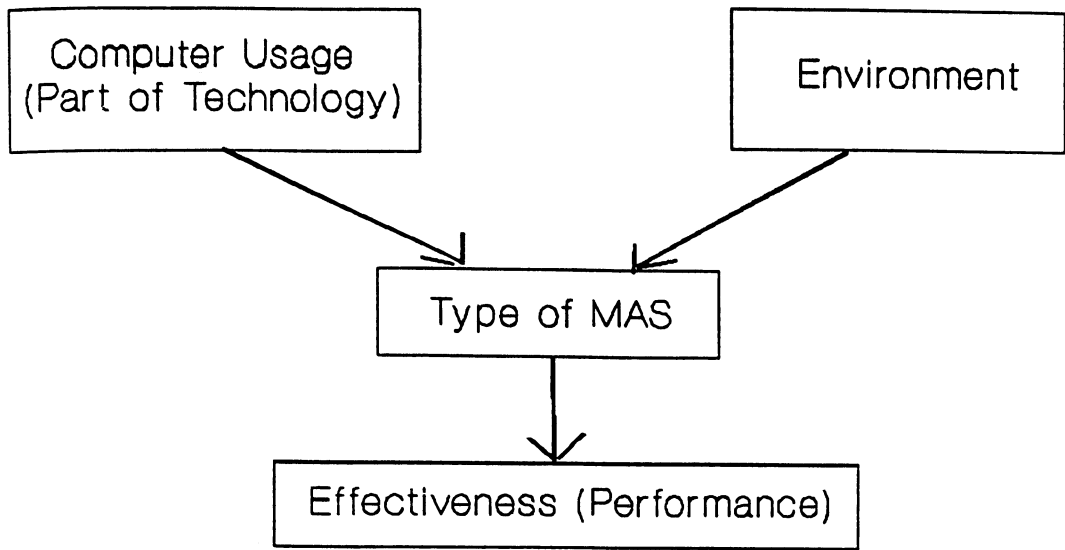 Computer Usage
(Part of Technology)
Environment
Type of MAS
Effectiveness (Performance)